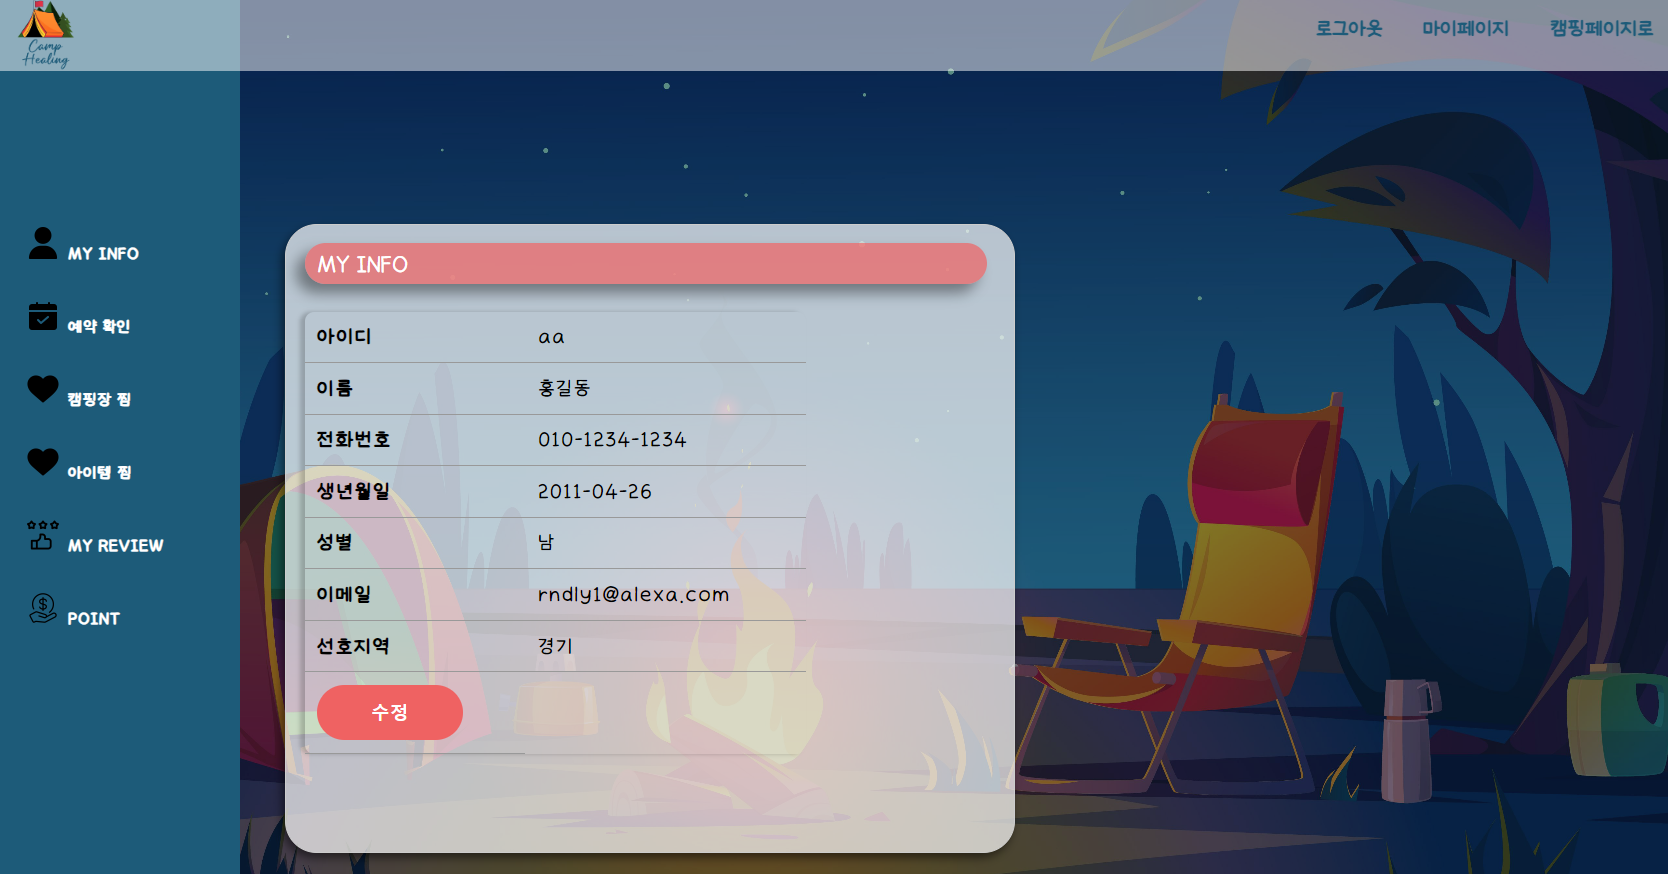 Camp
Healing
로그아웃 마이페이지 캠핑페이지로
MY INFO
예약 확인
캠핑장 찜
아이템 찜
MY REVIEW
POINT
MY INFO
아이디 aa
이름 홍길동
전화번호 010-1234-1234
생년월일 2011-04-26
성별 남
이메일 rndly1@alexa.com
선호지역 경기
수정